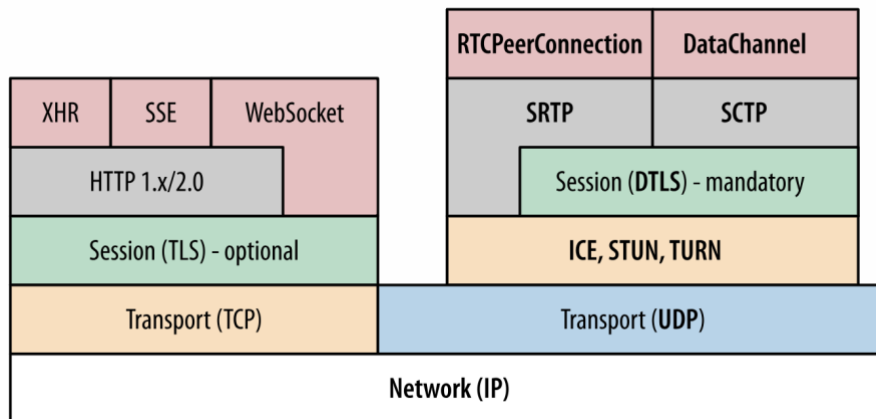 RTCPeerConnection DataChannel
XHR SSE WebSocket SRTP SCTP
HTTP 1.x/2.0 Session (DTLS) - mandatory
Session (TLS) - optional ICE, STUN, TURN
Transport (TCP) Transport (UDP)
Network (IP)